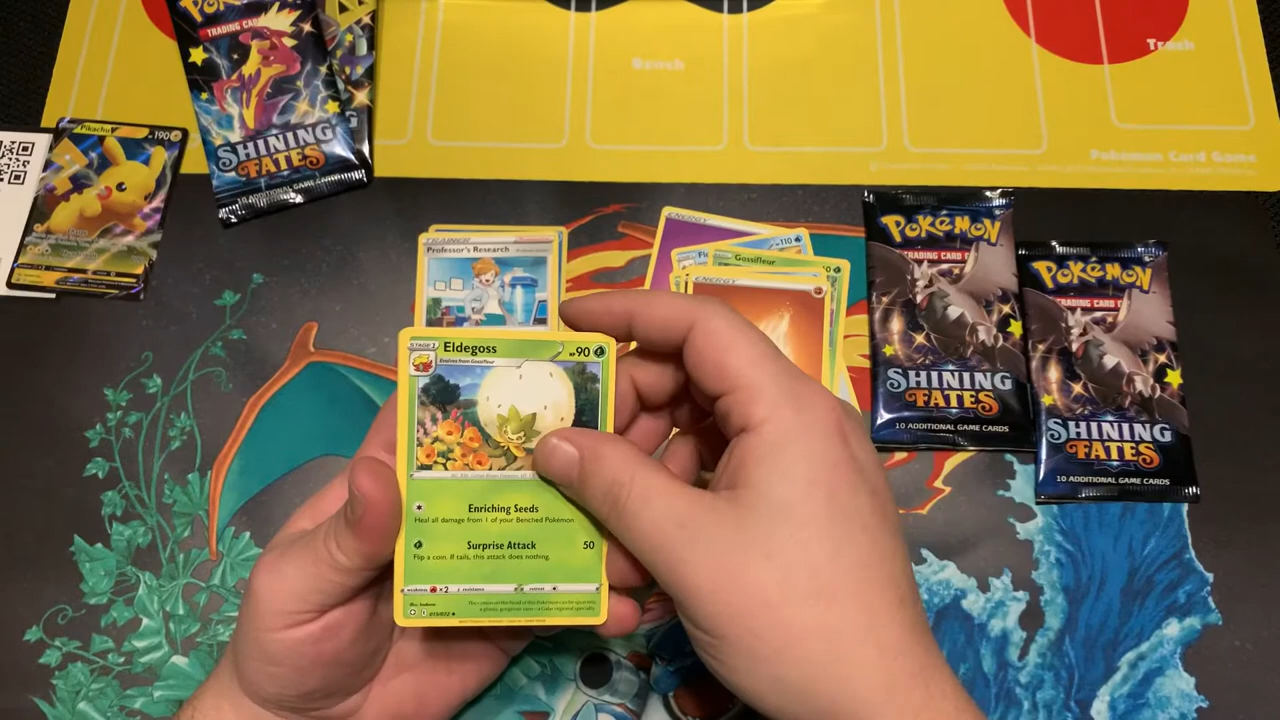 Pokémon
TRADING CARD
SHINING
FATES
10 ADDITIONAL GAME CARDS
Trash
Bench
Pokémon Card Game
Pikachu V
190
TRAINER
Professor's Research
ENERGY
110
Gossifleur
ENERGY
Pokémon
TRADING CARD
SHINING
FATES
10 ADDITIONAL GAME CARDS
Pokémon
TRADING CARD
SHINING
FATES
10 ADDITIONAL GAME CARDS
STAGE 1
Eldegoss
HP 90
Evolves from Gossifleur
Enriching Seeds
Heal all damage from 1 of your Benched Pokémon.
Surprise Attack 50
Flip a coin. If tails, this attack does nothing.
weakness ×2 resistance retreat
015/072